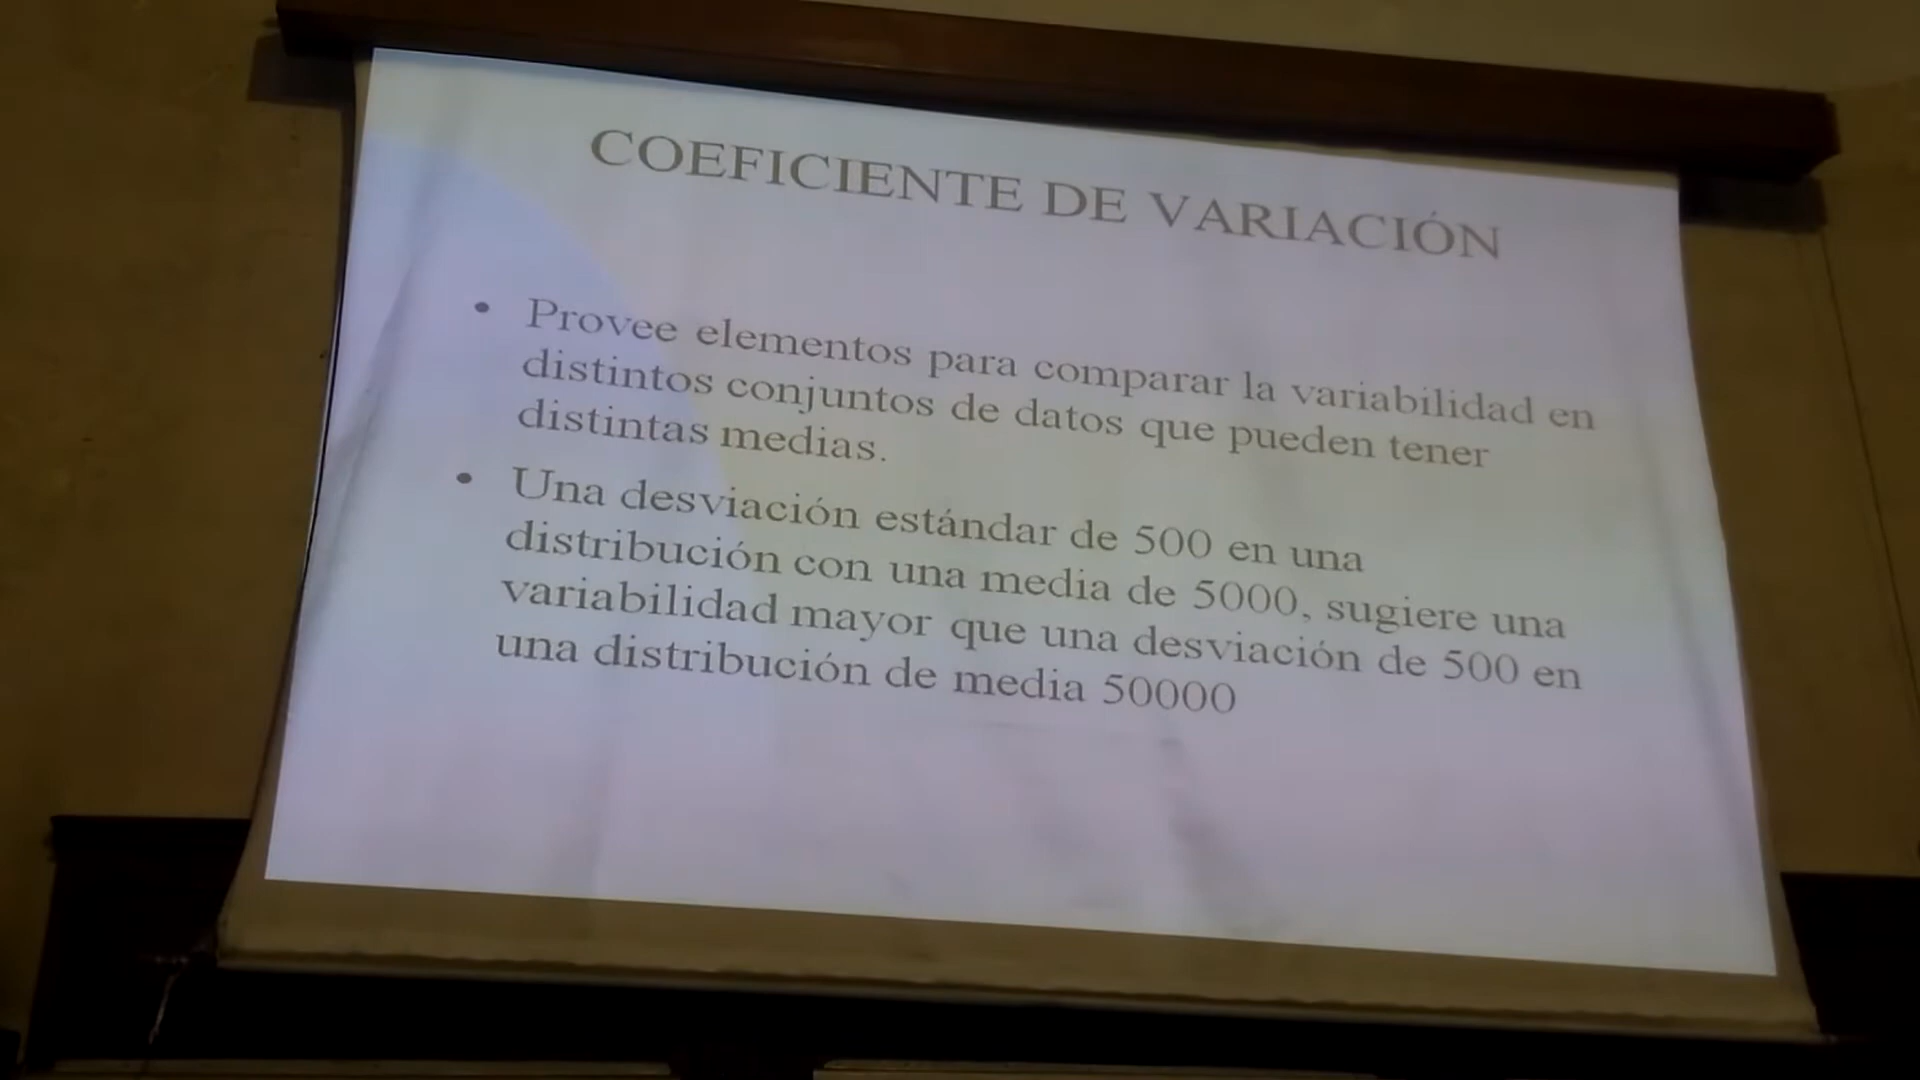 COEFICIENTE DE VARIACIÓN
• Provee elementos para comparar la variabilidad en
distintos conjuntos de datos que pueden tener
distintas medias.
• Una desviación estándar de 500 en una
distribución con una media de 5000, sugiere una
variabilidad mayor que una desviación de 500 en
una distribución de media 50000